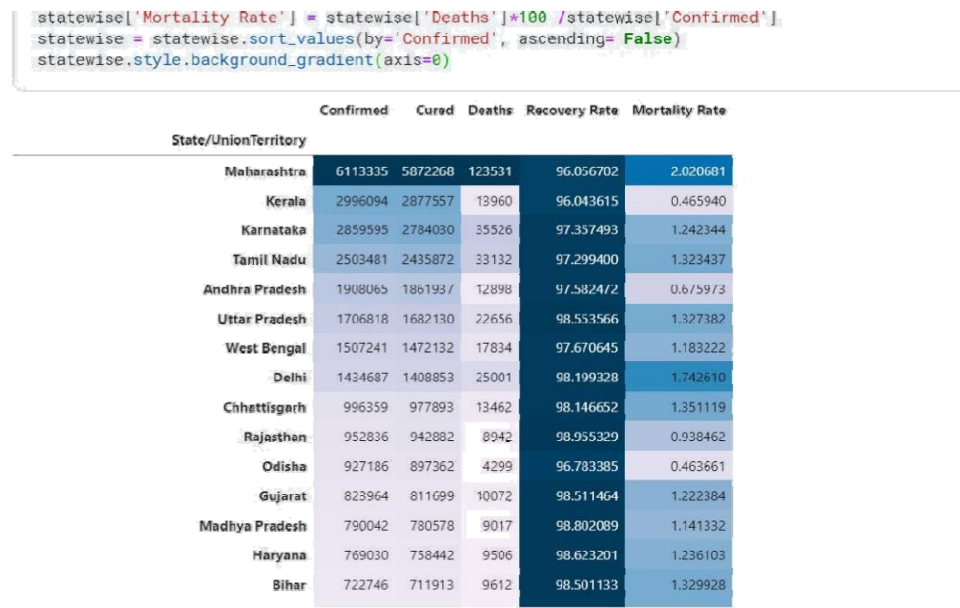 statewise['Mortality Rate'] = statewise['Deaths']*100 /statewise['Confirmed']
statewise = statewise.sort_values(by='Confirmed', ascending= False)
statewise.style.background_gradient(axis=0)
Confirmed Cured Deaths Recovery Rate Mortality Rate
State/UnionTerritory
Maharashtra 6113335 5872268 123531 96.056702 2.020681
Kerala 2996094 2877557 13960 96.043615 0.465940
Karnataka 2859595 2784030 35526 97.357493 1.242344
Tamil Nadu 2503481 2435872 33132 97.299400 1.323437
Andhra Pradesh 1908065 1861937 12898 97.582472 0.675973
Uttar Pradesh 1706818 1682130 22656 98.553566 1.327382
West Bengal 1507241 1472132 17834 97.670645 1.183222
Delhi 1434687 1408853 25001 98.199328 1.742610
Chhattisgarh 996359 977893 13462 98.146652 1.351119
Rajasthan 952836 942882 8942 98.955329 0.938462
Odisha 927186 897362 4299 96.783385 0.463661
Gujarat 823964 811699 10072 98.511464 1.222384
Madhya Pradesh 790042 780578 9017 98.802089 1.141332
Haryana 769030 758442 9506 98.623201 1.236103
Bihar 722746 711913 9612 98.501133 1.329928